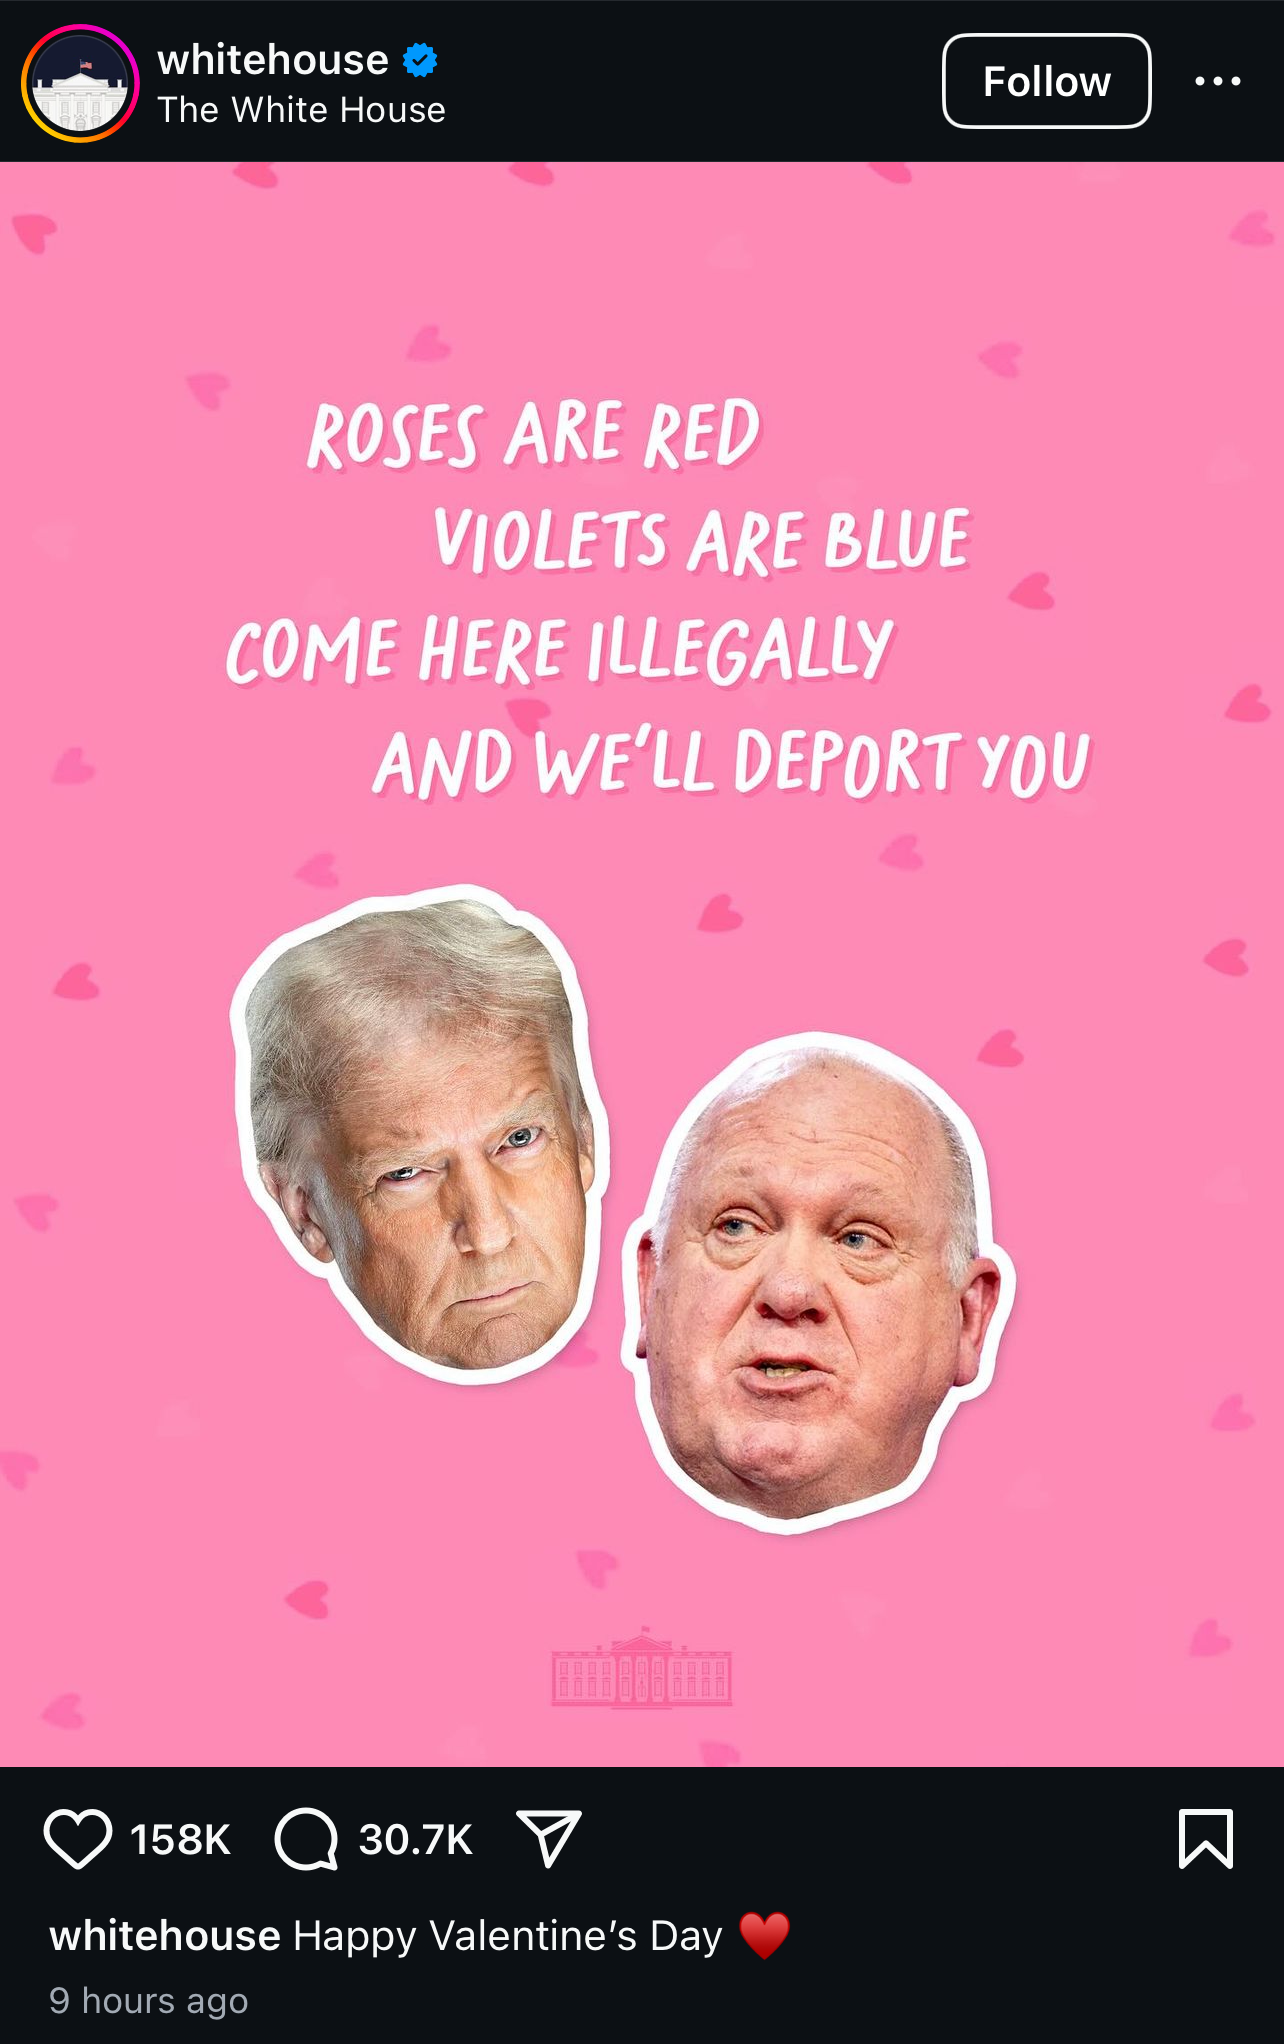 whitehouse
The White House
Follow
ROSES ARE RED
VIOLETS ARE BLUE
COME HERE ILLEGALLY
AND WE'LL DEPORT YOU
158K 30.7K
whitehouse Happy Valentine’s Day ♥️
9 hours ago